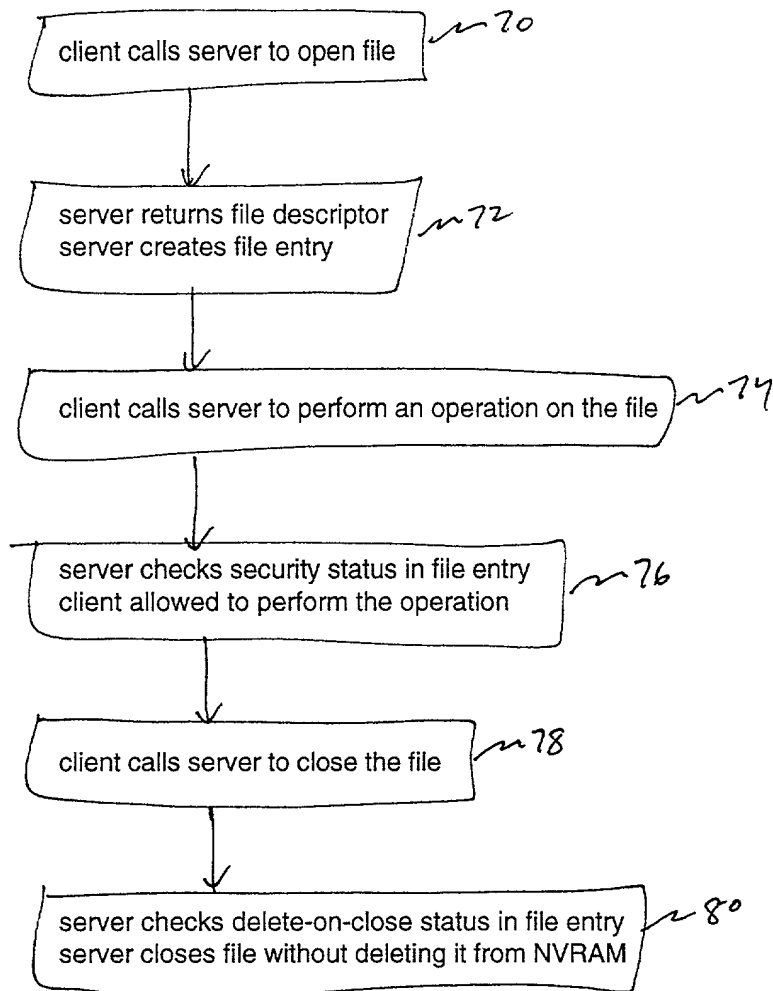 client calls server to open file
70
server returns file descriptor
72
server creates file entry
client calls server to perform an operation on the file
74
server checks security status in file entry
76
client allowed to perform the operation
client calls server to close the file
78
server checks delete-on-close status in file entry
80
server closes file without deleting it from NVRAM